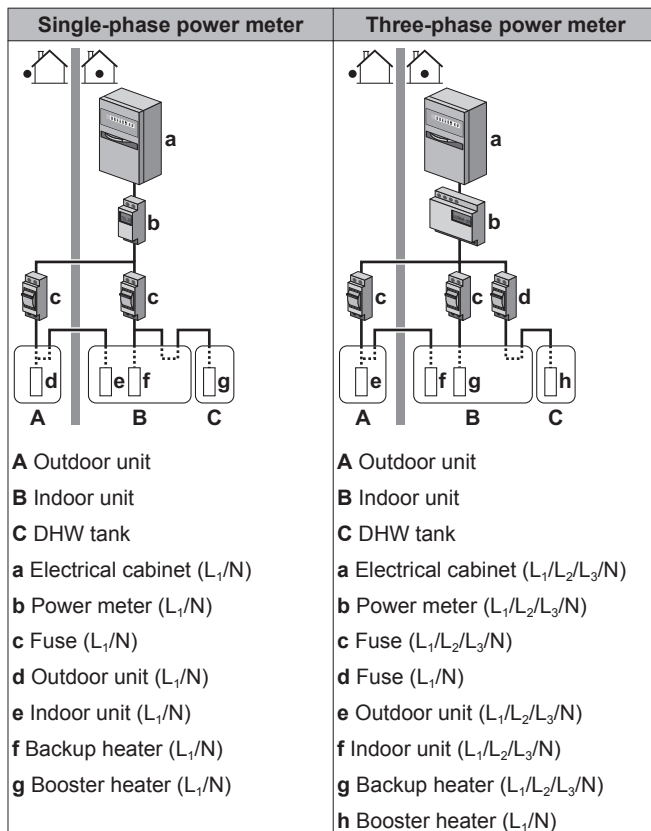 Single-phase power meter
Three-phase power meter
a
b
c
c
d
e
f
g
A
B
C
a
b
c
c
d
e
f
g
h
A
B
C
A Outdoor unit
B Indoor unit
C DHW tank
a Electrical cabinet (L₁/N)
b Power meter (L₁/N)
c Fuse (L₁/N)
d Outdoor unit (L₁/N)
e Indoor unit (L₁/N)
f Backup heater (L₁/N)
g Booster heater (L₁/N)
A Outdoor unit
B Indoor unit
C DHW tank
a Electrical cabinet (L₁/L₂/L₃/N)
b Power meter (L₁/L₂/L₃/N)
c Fuse (L₁/L₂/L₃/N)
d Fuse (L₁/N)
e Outdoor unit (L₁/L₂/L₃/N)
f Indoor unit (L₁/L₂/L₃/N)
g Backup heater (L₁/L₂/L₃/N)
h Booster heater (L₁/N)